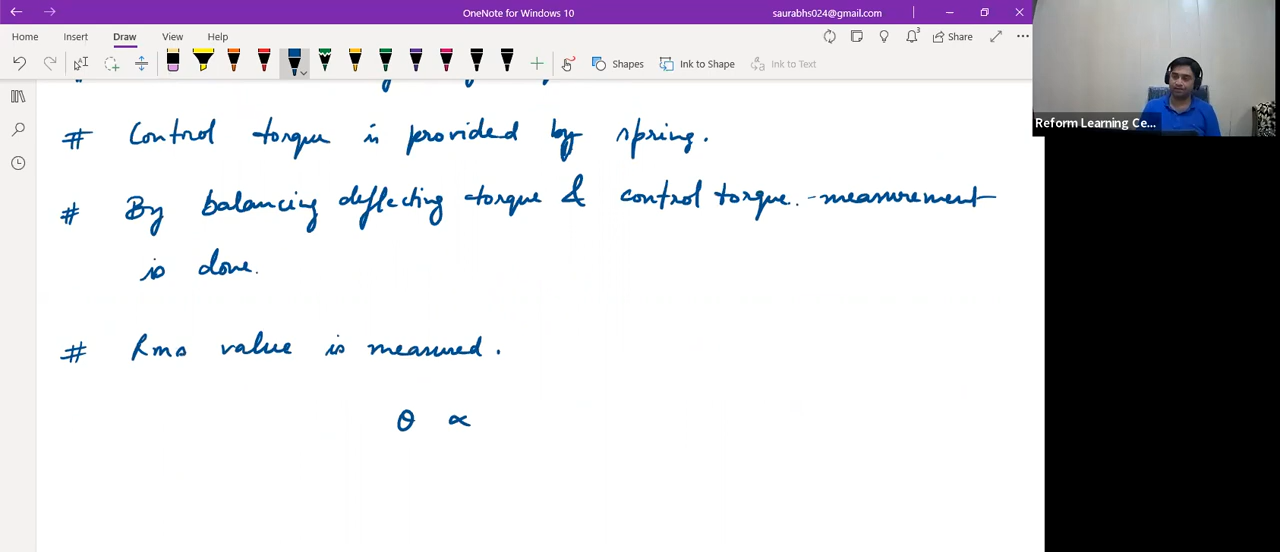 OneNote for Windows 10
saurabhs024@gmail.com
Home Insert Draw View Help
3
Share
Shapes
Ink to Shape
Ink to Text
Reform Learning Ce...
# Control torque is provided by spring.
# By balancing deflecting torque & control torque. measurement
is done.
# Rms value is measured.
θ ∝